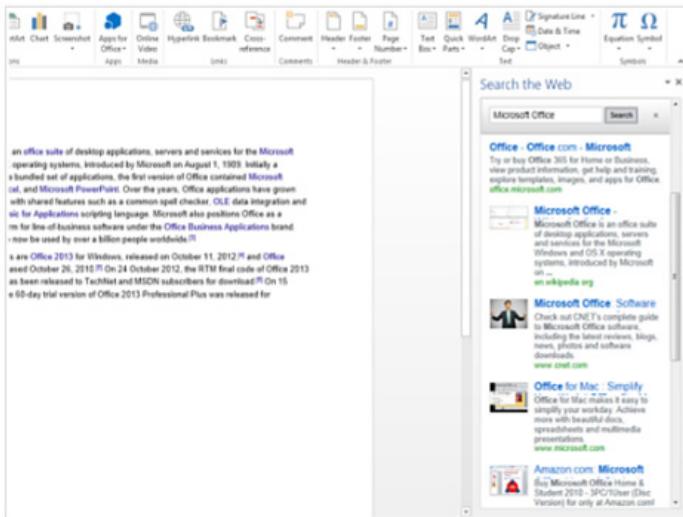 Chart Screenshot Apps for Office Online Video Hyperlink Bookmark Cross-reference Comment Header Footer Page Number Text Box Quick Parts WordArt Drop Cap Signature Line Date & Time Object Equation Symbol
Apps Media Links Comments Header & Footer Text Symbols
Search the Web
Microsoft Office Search
an office suite of desktop applications, servers and services for the Microsoft
operating systems, introduced by Microsoft on August 1, 1989. Initially a
bundled set of applications, the first version of Office contained Microsoft
and Microsoft PowerPoint. Over the years, Office applications have grown
with shared features such as a common spell checker, OLE data integration and
for Applications scripting language. Microsoft also positions Office as a
for line-of-business software under the Office Business Applications brand.
now be used by over a billion people worldwide.
are Office 2013 for Windows, released on October 11, 2012; and Office
October 26, 2010. On 24 October 2012, the RTM final code of Office 2013
as been released to TechNet and MSDN subscribers for download. On 15
60-day trial version of Office 2013 Professional Plus was released for
Office - Office com - Microsoft
Try or buy Office 365 for Home or Business,
view product information, get help and training,
explore templates, images, and apps for Office.
office.microsoft.com
Microsoft Office -
Microsoft Office is an office suite
of desktop applications, servers
and services for the Microsoft
Windows and OS X operating
systems, introduced by Microsoft
on ...
en.wikipedia.org
Microsoft Office: Software
Check out CNET's complete guide
to Microsoft Office software,
including the latest reviews, blogs,
news, photos and software
downloads.
www.cnet.com
Office for Mac : Simplify
Office for Mac makes it easy to
simplify your workday. Achieve
more with beautiful docs,
spreadsheets and multimedia
presentations.
www.microsoft.com
Amazon com: Microsoft
Buy Microsoft Office Home &
Student 2010 - 3PC/1User (Disc
Version) for only at Amazon.com!